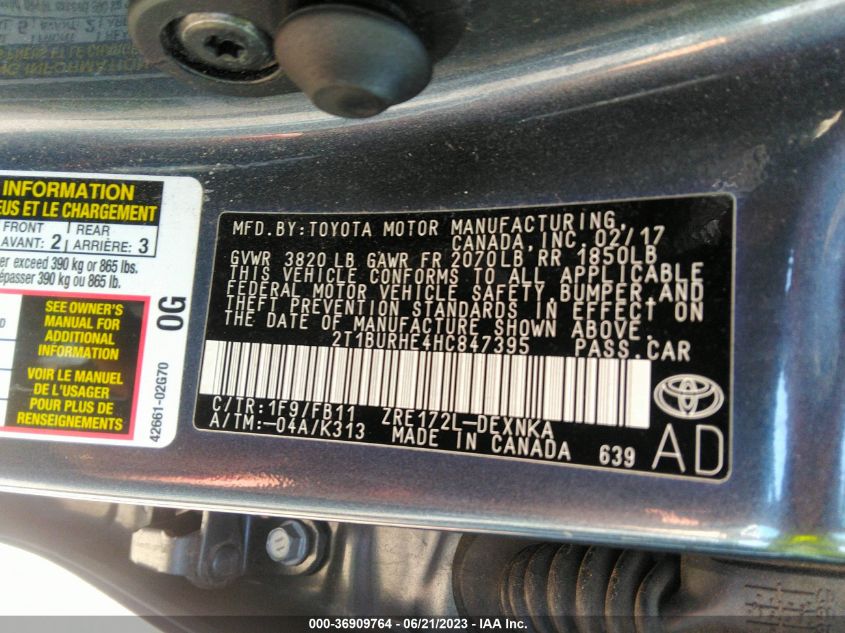 INFORMATION
EUS ET LE CHARGEMENT
FRONT
AVANT: 2
REAR
ARRIÈRE: 3
er exceed 390 kg or 865 lbs.
épasser 390 kg ou 865 lb.
SEE OWNER'S
MANUAL FOR
ADDITIONAL
INFORMATION
VOIR LE MANUEL
DE L'USAGER
POUR PLUS DE
RENSEIGNEMENTS
0G
42661-02G70
MFD.BY:TOYOTA MOTOR MANUFACTURING,
CANADA, INC. 02/17
GVWR 3820 LB GAWR FR 2070LB RR 1850LB
THIS VEHICLE CONFORMS TO ALL APPLICABLE
FEDERAL MOTOR VEHICLE SAFETY,BUMPER,AND
THEFT PREVENTION STANDARDS IN EFFECT ON
THE DATE OF MANUFACTURE SHOWN ABOVE.
2T1BURHE4HC847395 PASS.CAR
C/TR:1F9/FB11 ZRE172L-DEXNKA
A/TM:-04A/K313 MADE IN CANADA 639
AD
000-36909764 - 06/21/2023 - IAA Inc.